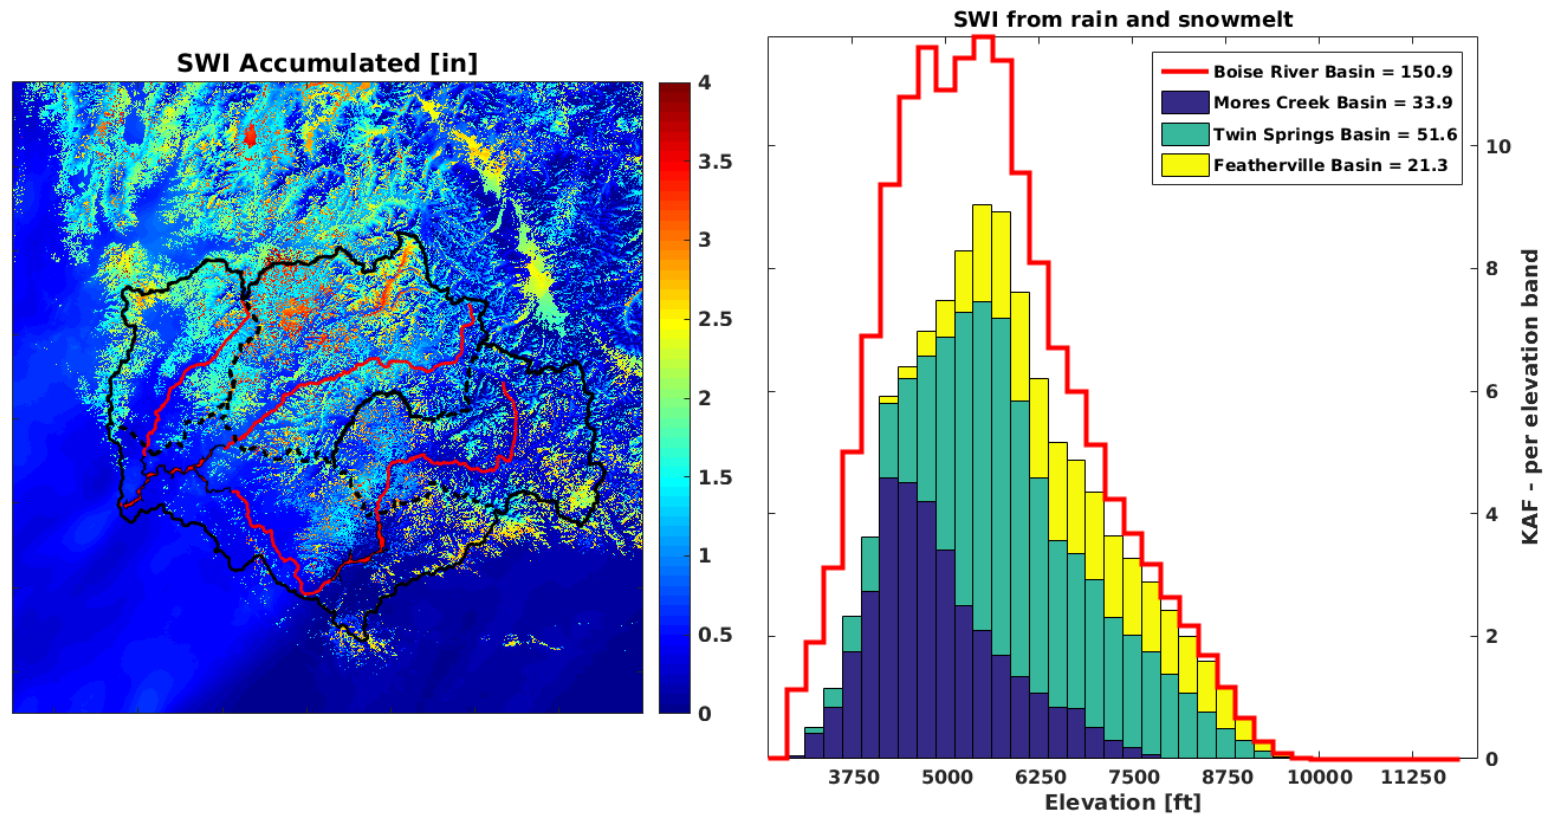 SWI Accumulated [in]
4
3.5
3
2.5
2
1.5
1
0.5
0
SWI from rain and snowmelt
Boise River Basin = 150.9
Mores Creek Basin = 33.9
Twin Springs Basin = 51.6
Featherville Basin = 21.3
10
8
6
4
2
0
KAF - per elevation band
3750 5000 6250 7500 8750 10000 11250
Elevation [ft]